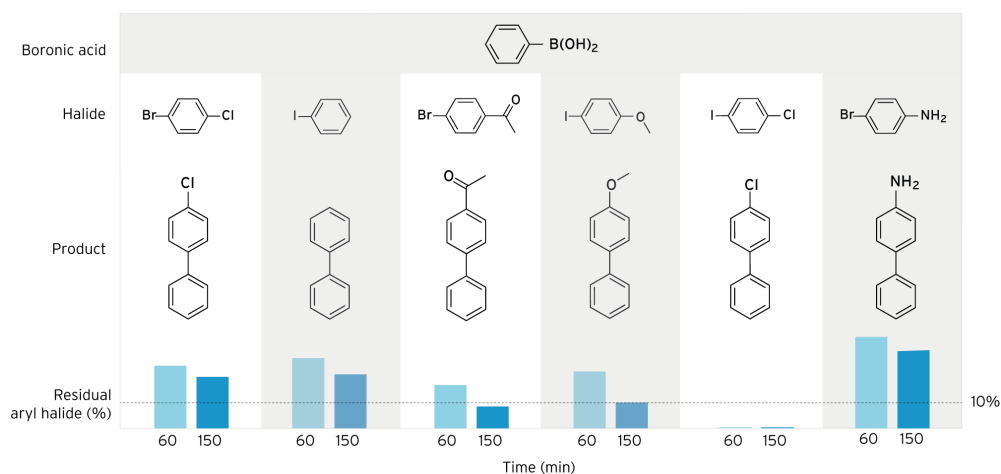 Boronic acid
B(OH)₂
Halide
Br Cl
I
Br O
I O
I Cl
Br NH₂
Product
Cl
O
O
Cl
NH₂
Residual
aryl halide (%)
10%
60 150 60 150 60 150 60 150 60 150 60 150
Time (min)